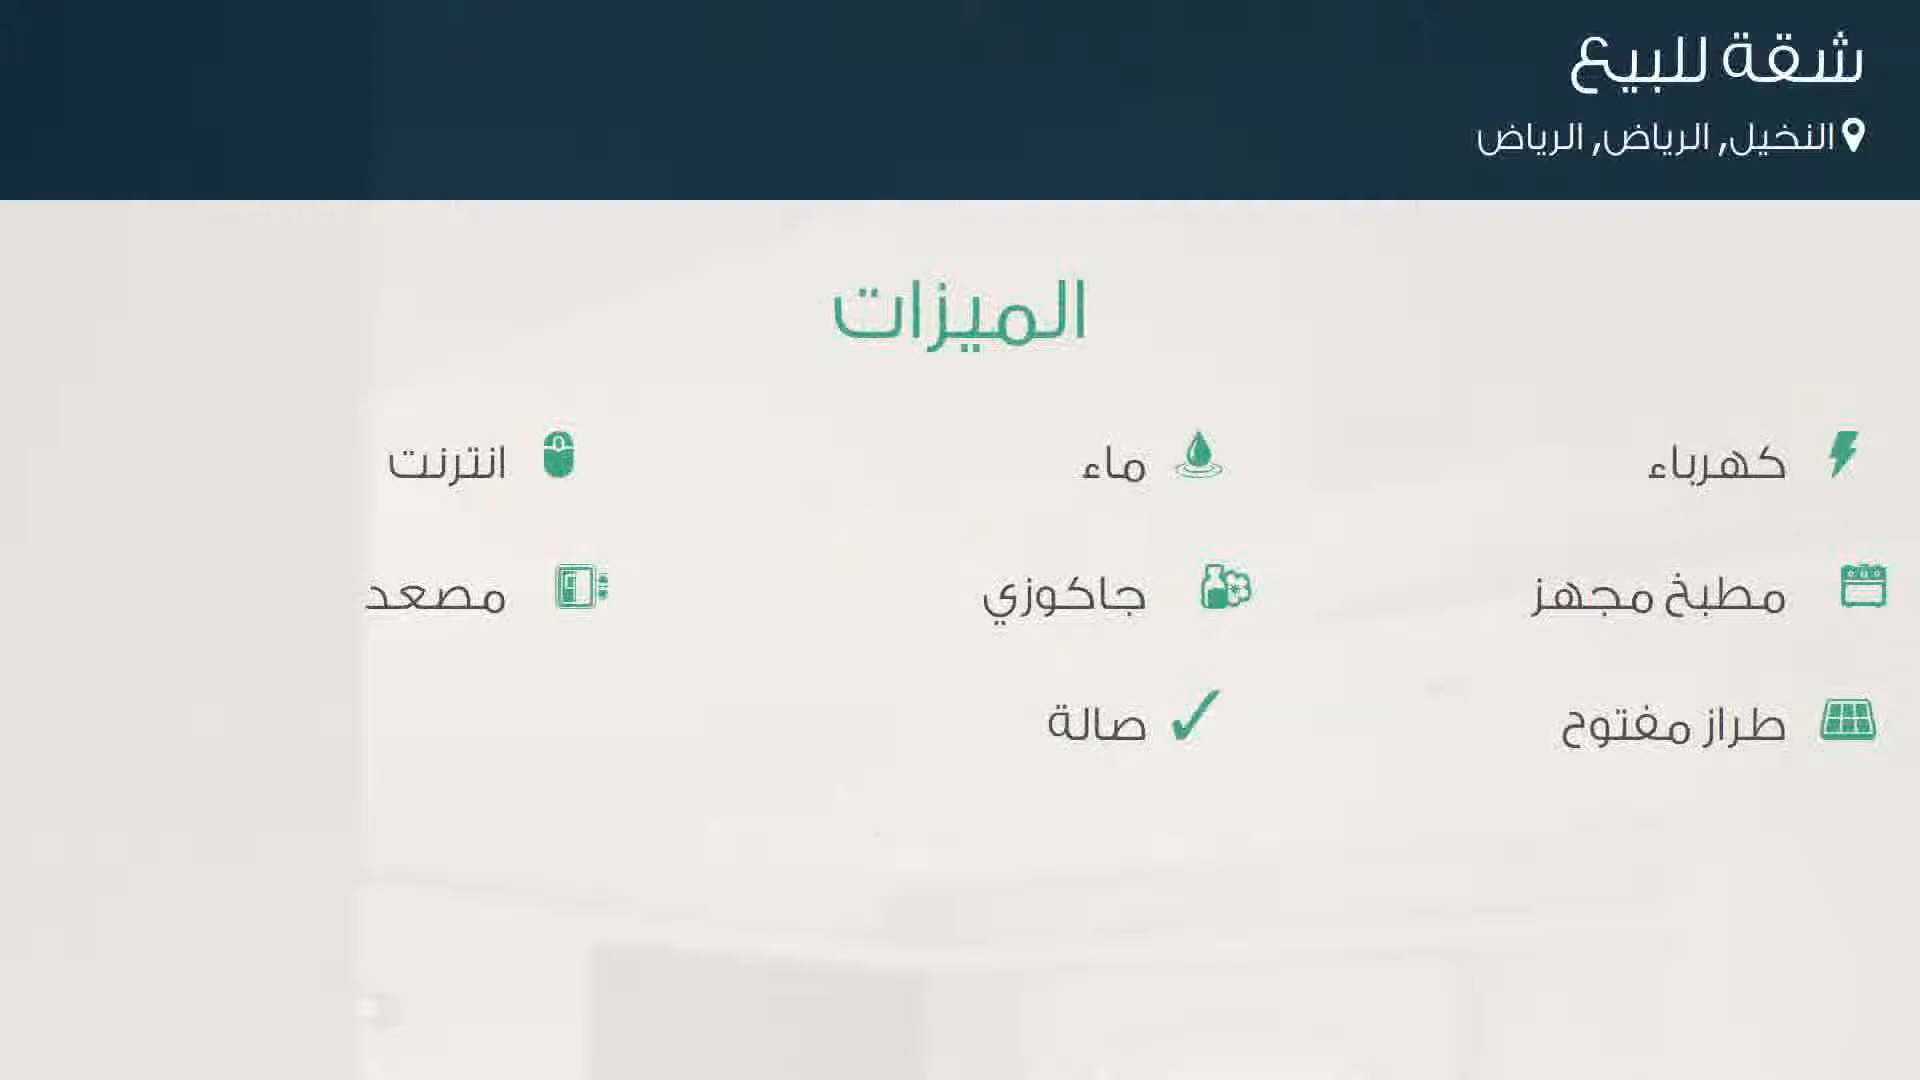 شقة للبيع
النخيل, الرياض, الرياض
الميزات
كهرباء ماء انترنت
مطبخ مجهز جاكوزي مصعد
طراز مفتوح صالة